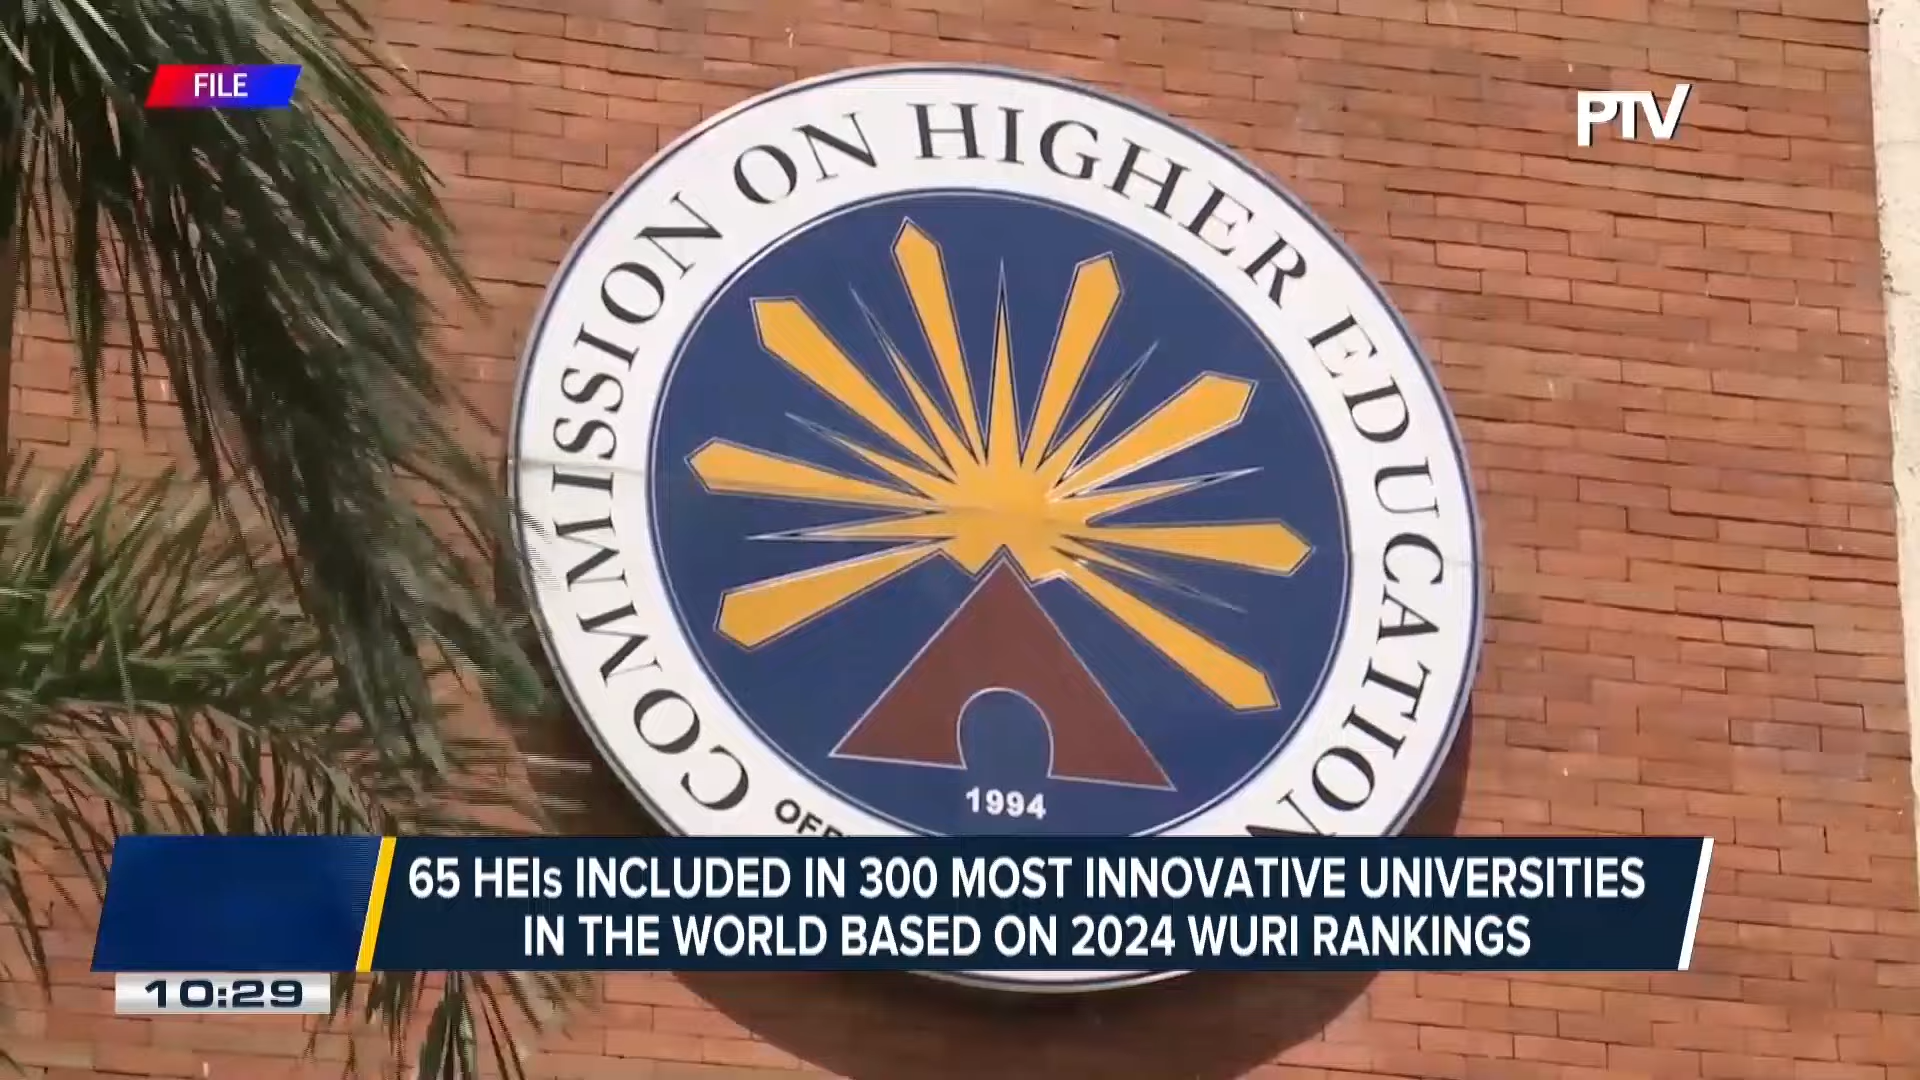 FILE
PTV
COMMISSION ON HIGHER EDUCATION
1994
65 HEIs INCLUDED IN 300 MOST INNOVATIVE UNIVERSITIES
IN THE WORLD BASED ON 2024 WURI RANKINGS
10:29